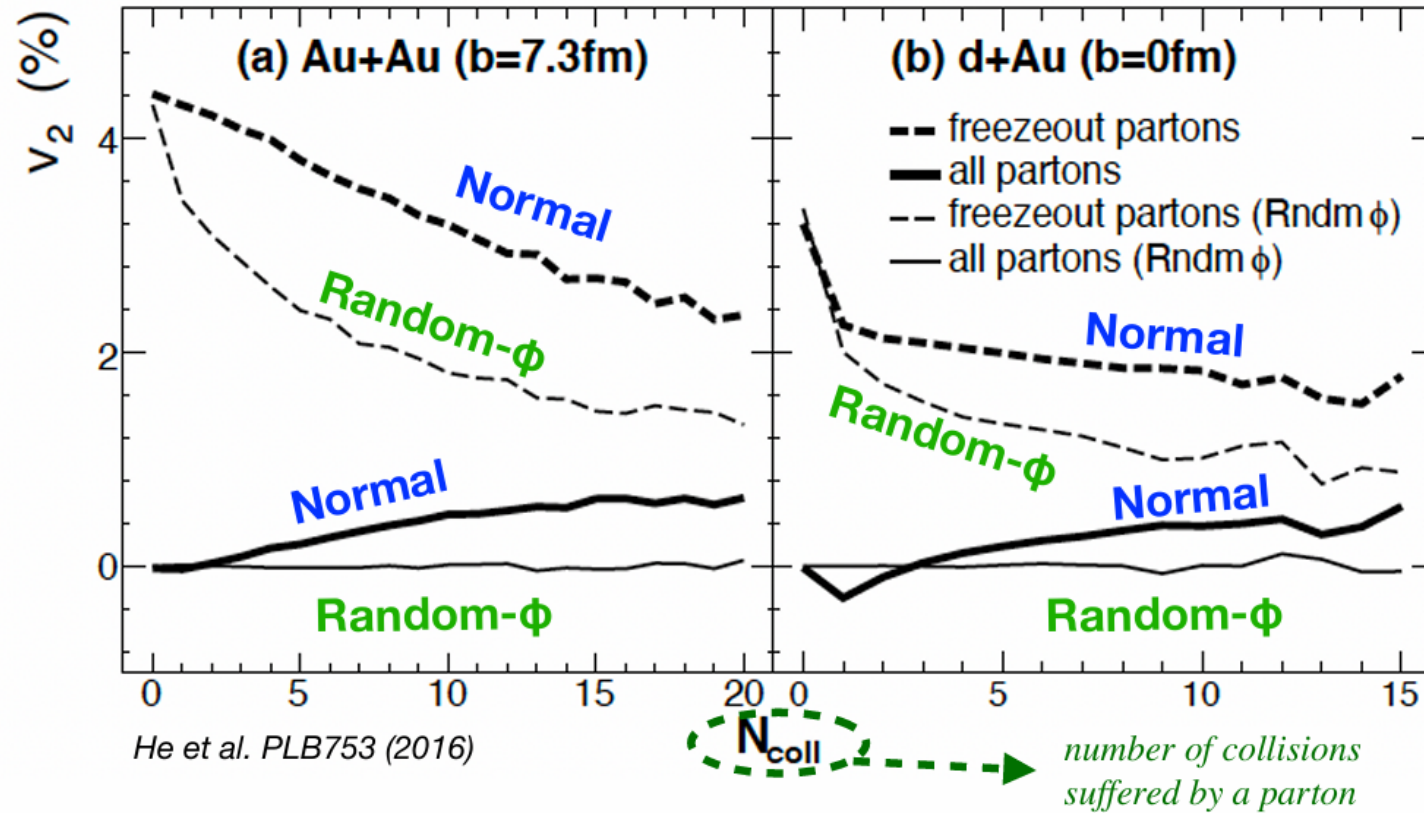 v2 (%)
(a) Au+Au (b=7.3fm)
(b) d+Au (b=0fm)
freezeout partons
all partons
freezeout partons (Rndm ϕ)
all partons (Rndm ϕ)
4
2
0
Normal
Random-ϕ
Normal
Random-ϕ
Normal
Random-ϕ
Normal
Random-ϕ
0 5 10 15 20 0 5 10 15
Ncoll
He et al. PLB753 (2016)
number of collisions
suffered by a parton